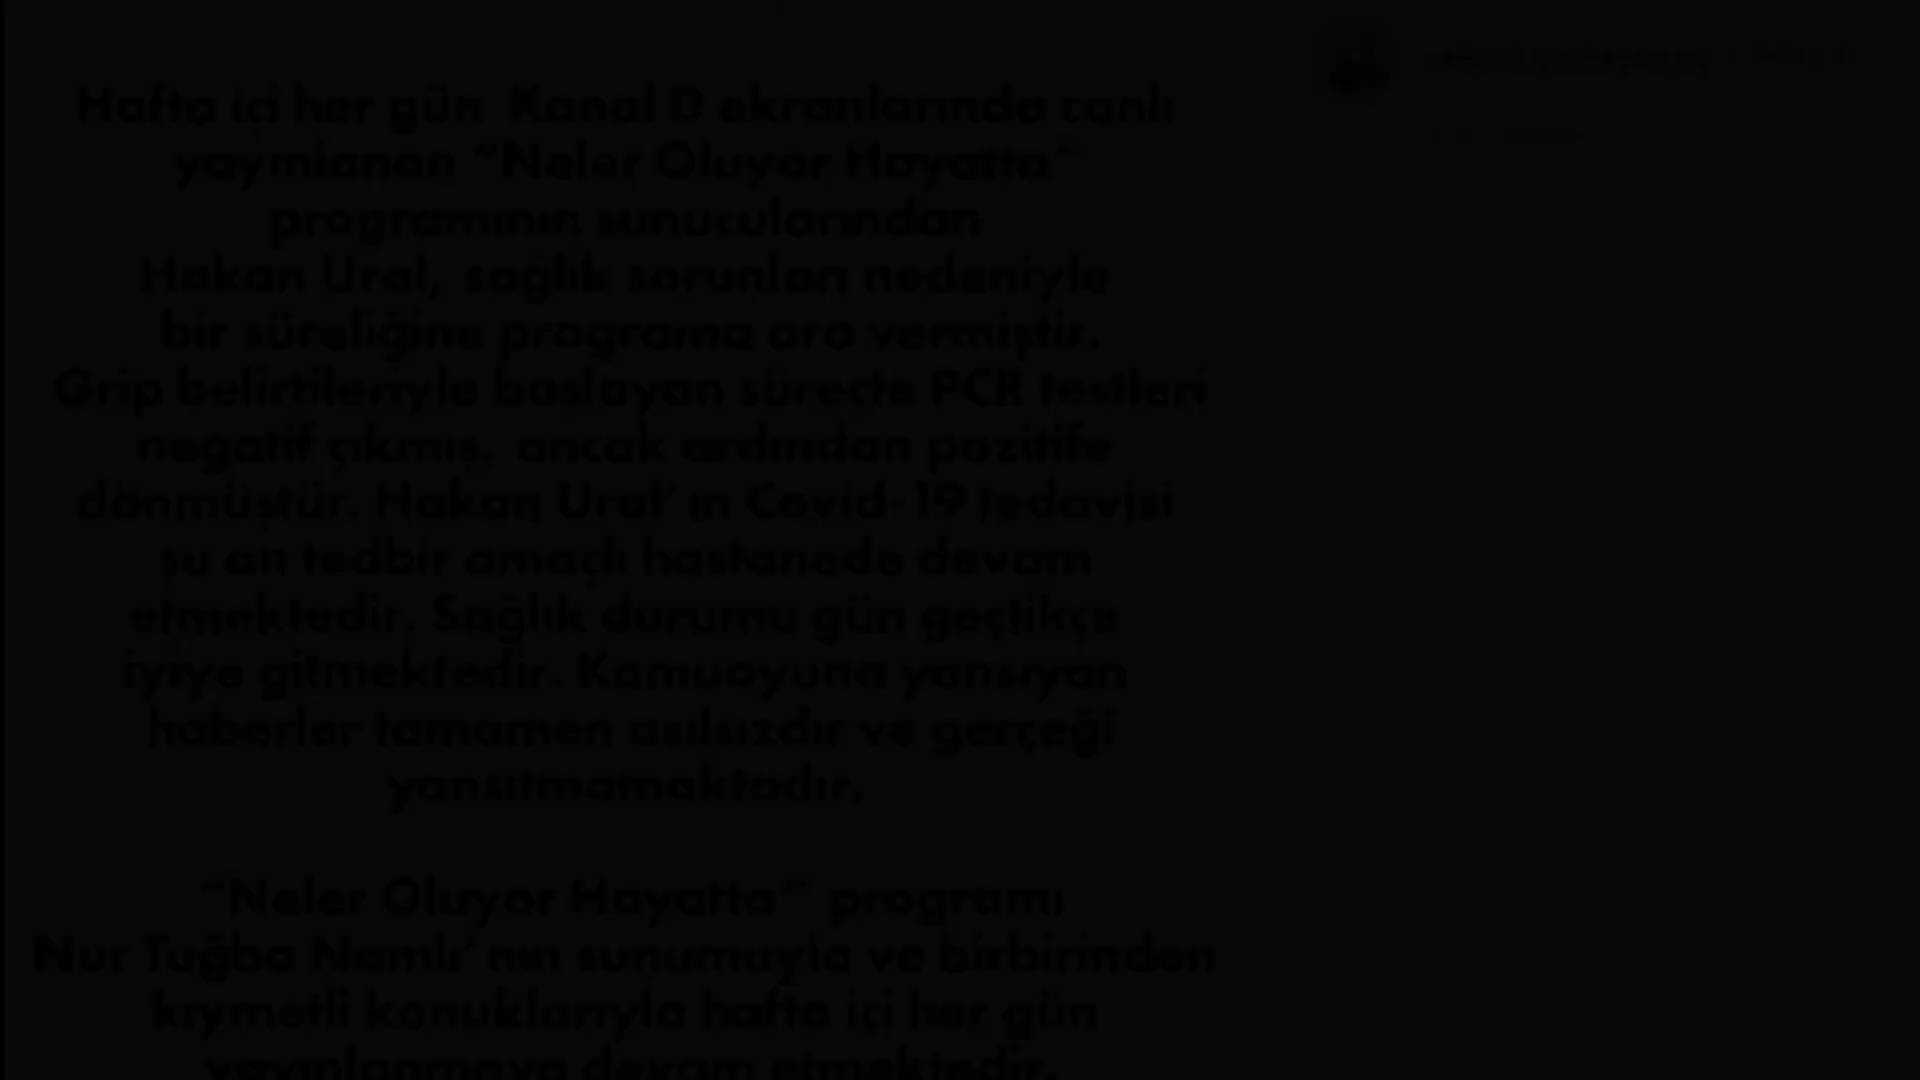 Hafta içi her gün Kanal D ekranlarında canlı
yayınlanan “Neler Oluyor Hayatta”
programının sunucularından
Hakan Ural, sağlık sorunları nedeniyle
bir süreliğine programa ara vermiştir.
Grip belirtileriyle başlayan süreçte PCR testleri
negatif çıkmış, ancak ardından pozitife
dönmüştür. Hakan Ural’ın Covid-19 tedavisi
şu an tedbir amaçlı hastanede devam
etmektedir. Sağlık durumu gün geçtikçe
iyiye gitmektedir. Kamuoyuna yansıyan
haberler tamamen asılsızdır ve gerçeği
yansıtmamaktadır.
“Neler Oluyor Hayatta” programı
Nur Tuğba Namlı’nın sunumuyla ve birbirinden
kıymetli konuklarıyla hafta içi her gün
yayınlanmaya devam etmektedir.